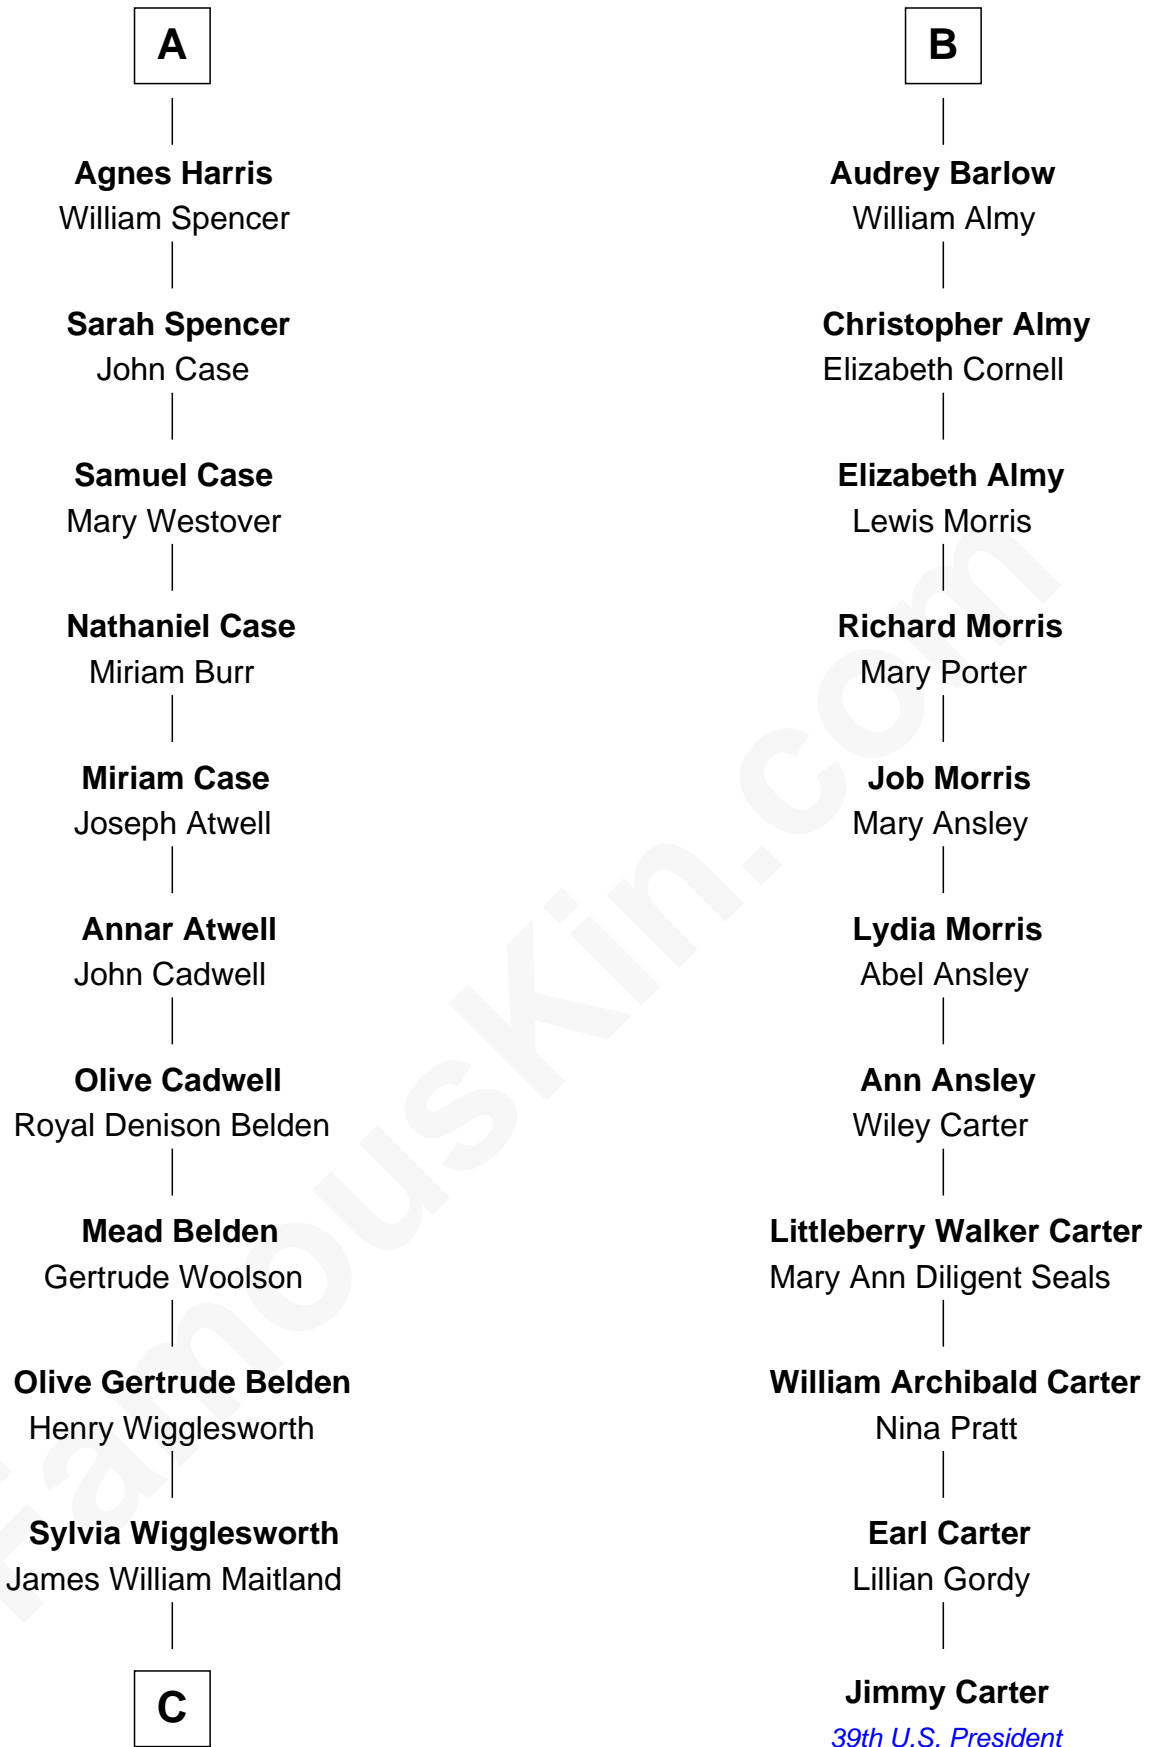 A
Agnes Harris
William Spencer
Sarah Spencer
John Case
Samuel Case
Mary Westover
Nathaniel Case
Miriam Burr
Miriam Case
Joseph Atwell
Annar Atwell
John Cadwell
Olive Cadwell
Royal Denison Belden
Mead Belden
Gertrude Woolson
Olive Gertrude Belden
Henry Wigglesworth
Sylvia Wigglesworth
James William Maitland
C
B
Audrey Barlow
William Almy
Christopher Almy
Elizabeth Cornell
Elizabeth Almy
Lewis Morris
Richard Morris
Mary Porter
Job Morris
Mary Ansley
Lydia Morris
Abel Ansley
Ann Ansley
Wiley Carter
Littleberry Walker Carter
Mary Ann Diligent Seals
William Archibald Carter
Nina Pratt
Earl Carter
Lillian Gordy
Jimmy Carter
39th U.S. President
FamousKin.com